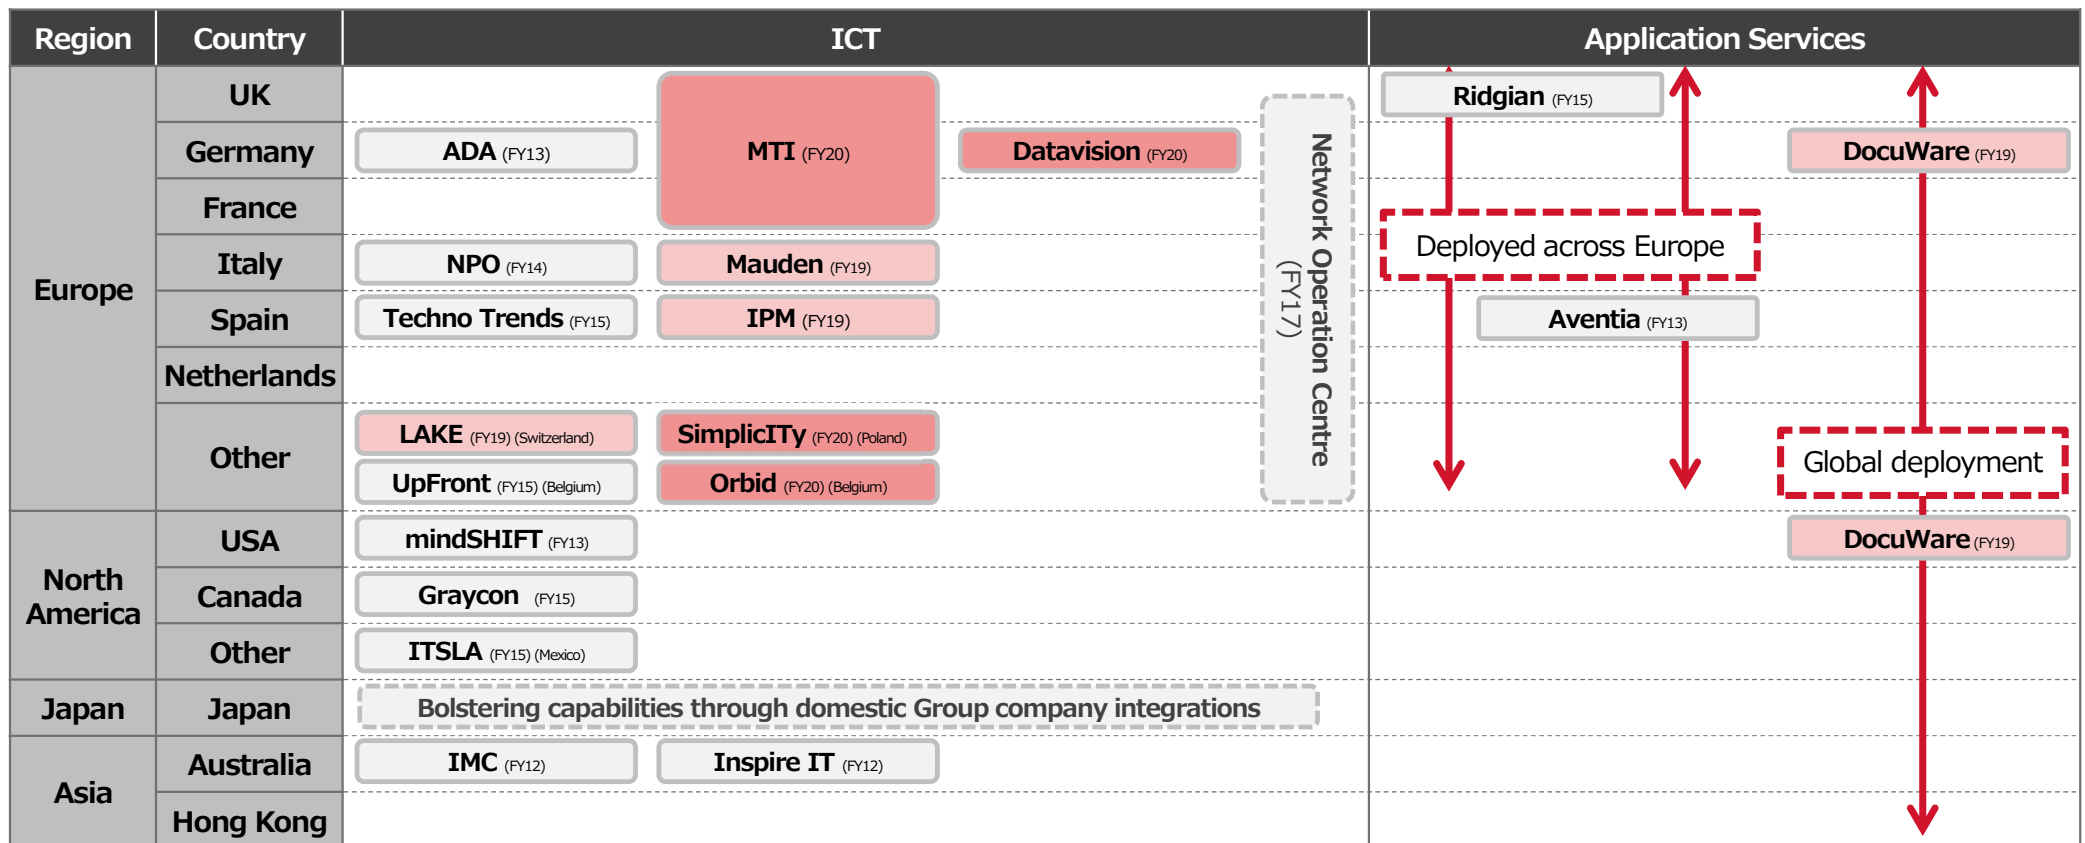 Region Country ICT Application Services
Europe
UK
Ridgian (FY15)
Germany
ADA (FY13)
MTI (FY20)
Datavision (FY20)
DocuWare (FY19)
France
Network Operation Centre
(FY17)
Deployed across Europe
Italy
NPO (FY14)
Mauden (FY19)
Spain
Techno Trends (FY15)
IPM (FY19)
Aventia (FY13)
Netherlands
Other
LAKE (FY19) (Switzerland)
SimplicITy (FY20) (Poland)
UpFront (FY15) (Belgium)
Orbid (FY20) (Belgium)
Global deployment
North
America
USA
mindSHIFT (FY13)
DocuWare (FY19)
Canada
Graycon (FY15)
Other
ITSLA (FY15) (Mexico)
Japan
Japan
Bolstering capabilities through domestic Group company integrations
Asia
Australia
IMC (FY12)
Inspire IT (FY12)
Hong Kong